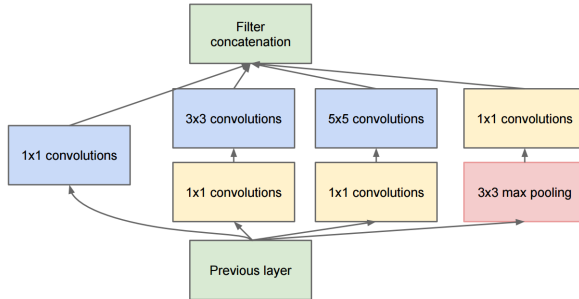 Filter
concatenation
3x3 convolutions
5x5 convolutions
1x1 convolutions
1x1 convolutions
1x1 convolutions
1x1 convolutions
3x3 max pooling
Previous layer